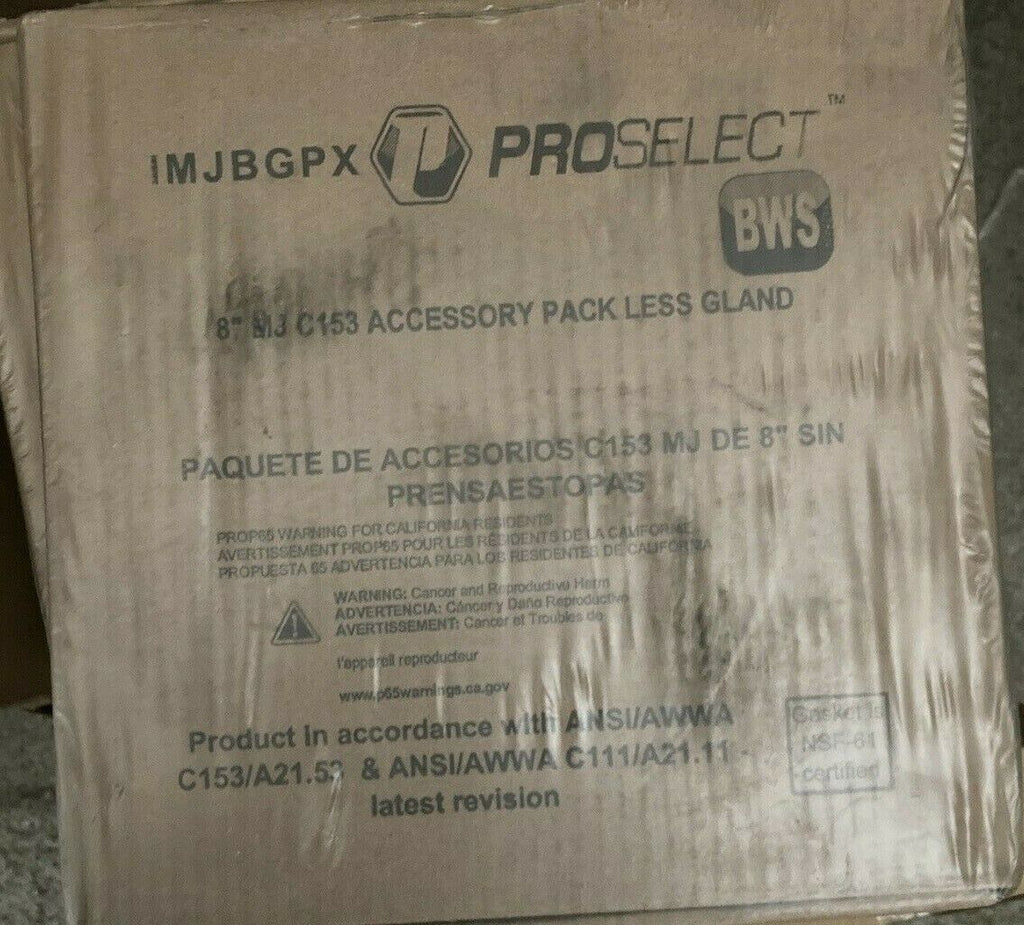 IMJBGPX PROSELECT™
BWS
8" MJ C153 ACCESSORY PACK LESS GLAND
PAQUETE DE ACCESORIOS C153 MJ DE 8" SIN
PRENSAESTOPAS
PROP65 WARNING FOR CALIFORNIA RESIDENTS
AVERTISSEMENT PROP65 POUR LES RÉSIDENTS DE LA CALIFORNIE
PROPUESTA 65 ADVERTENCIA PARA LOS RESIDENTES DE CALIFORNIA
WARNING: Cancer and Reproductive Harm
ADVERTENCIA: Cáncer y Daño Reproductivo
AVERTISSEMENT: Cancer et Troubles de
l'appareil reproducteur
www.p65warnings.ca.gov
Product in accordance with ANSI/AWWA
C153/A21.53 & ANSI/AWWA C111/A21.11 -
latest revision
Gasket is
NSF-61
certified